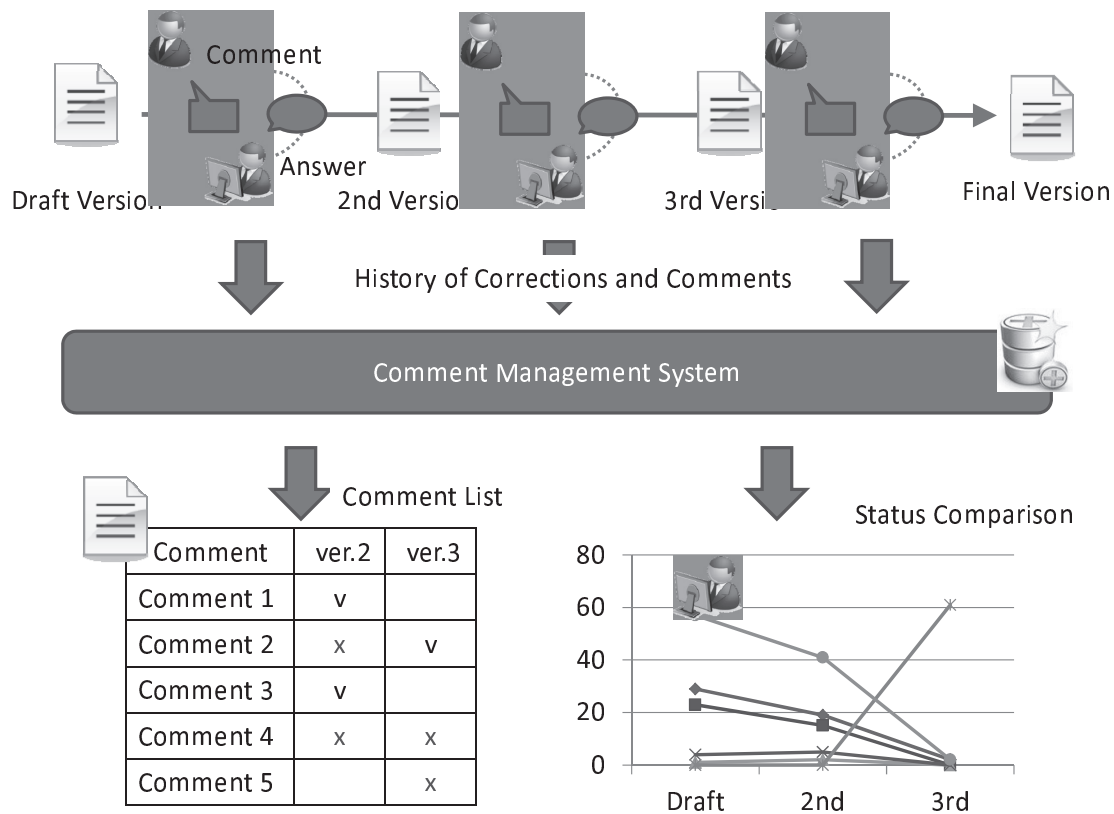 Comment
Answer
Draft Version
2nd Versio
3rd Versi
Final Version
History of Corrections and Comments
Comment Management System
Comment List
Comment ver.2 ver.3
Comment 1 v
Comment 2 x v
Comment 3 v
Comment 4 x x
Comment 5 x
Status Comparison
80
60
40
20
0
Draft 2nd 3rd